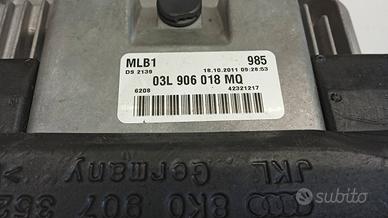 MLB1 985
DS 2139 18.10.2011 09:28:53
03L 906 018 MQ
6208 42321217
JKL 8K0 907 352
Germany >
subito